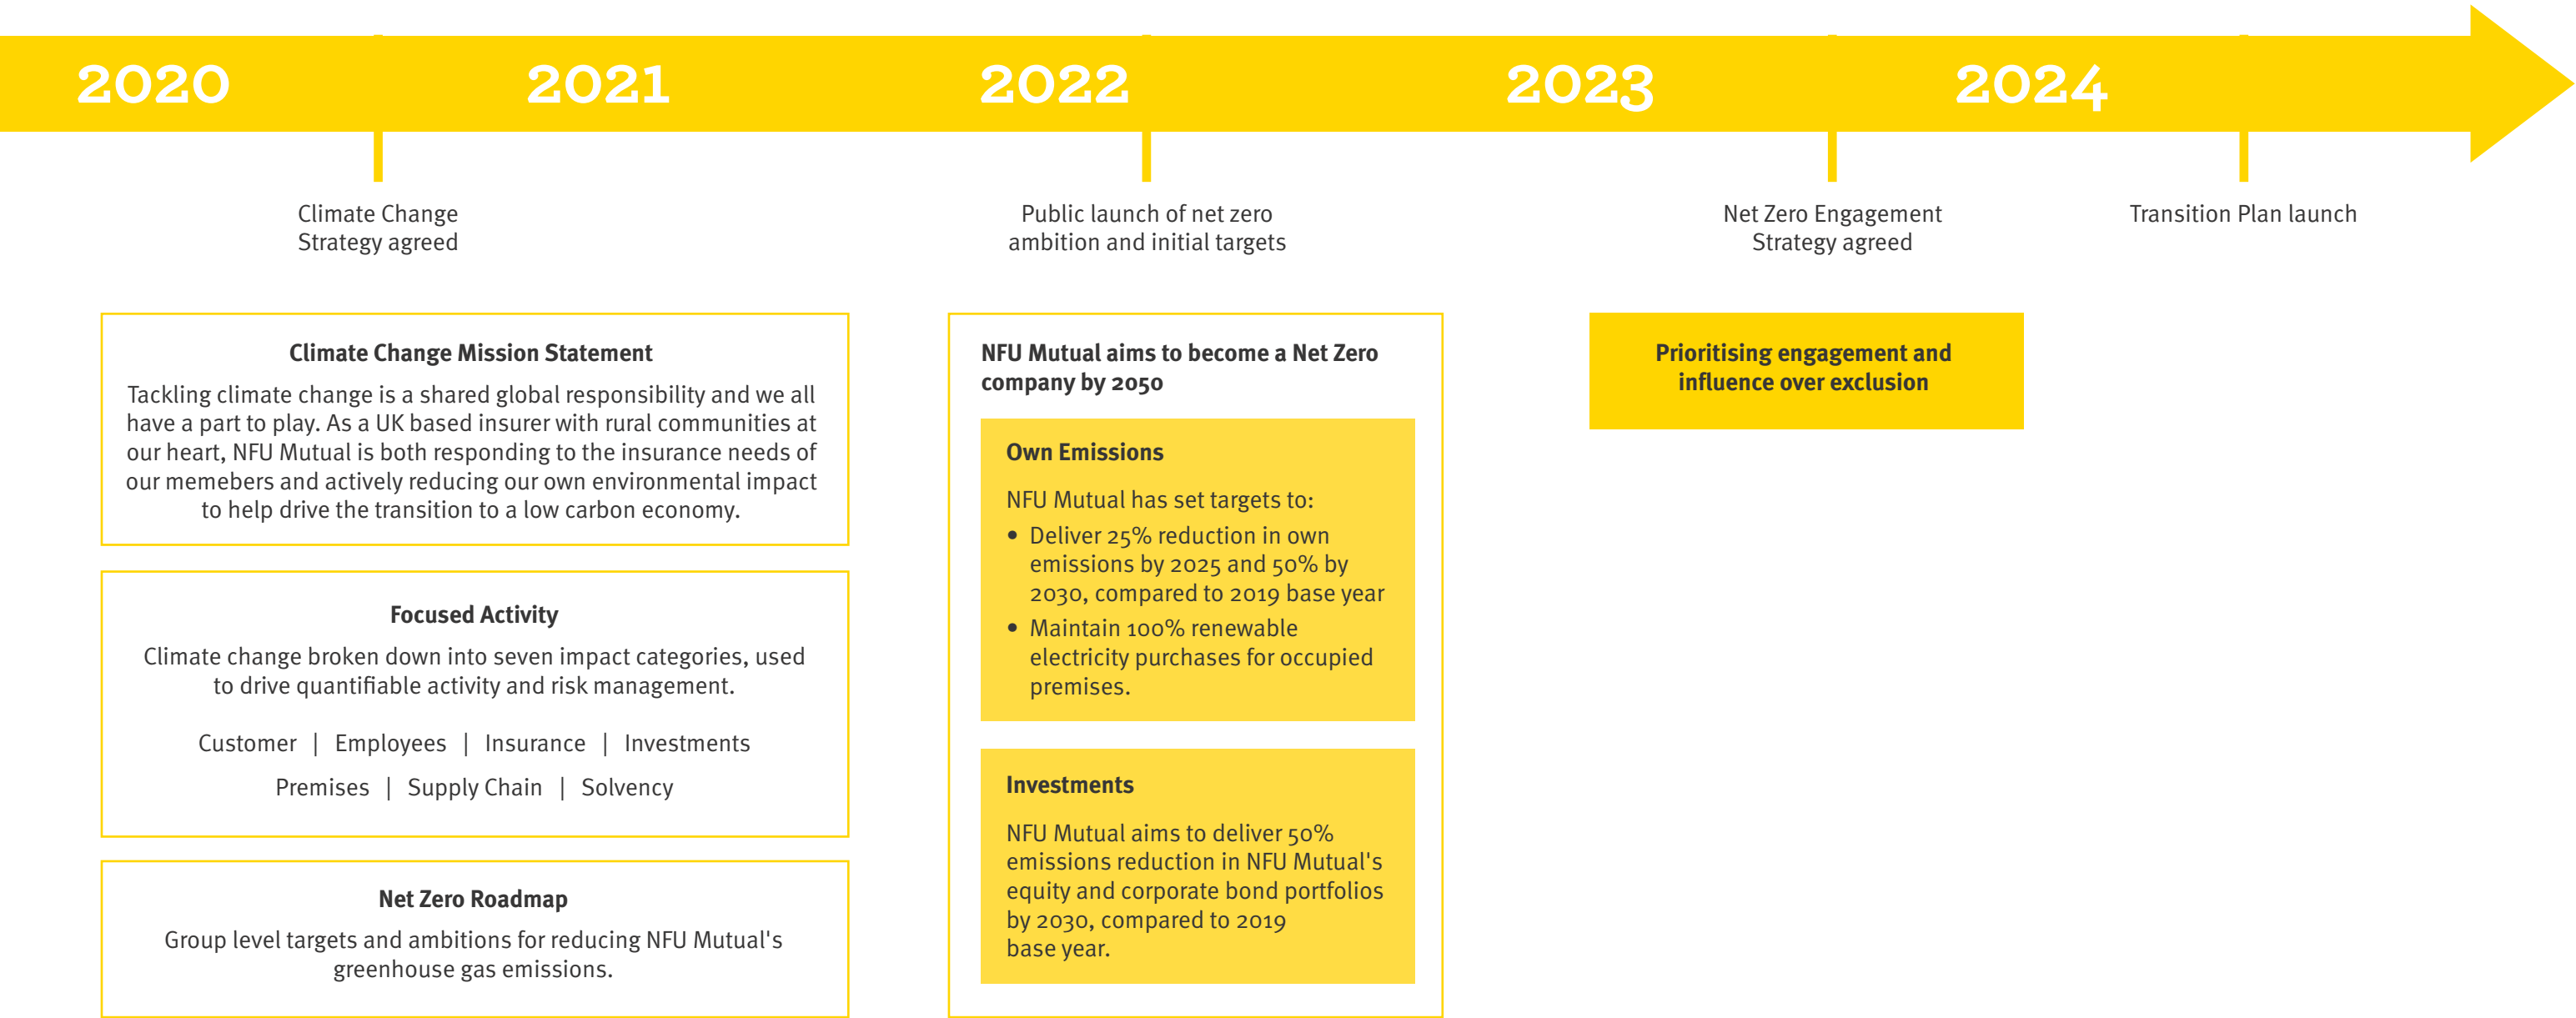 2020
2021
2022
2023
2024
Climate Change
Strategy agreed
Public launch of net zero
ambition and initial targets
Net Zero Engagement
Strategy agreed
Transition Plan launch
Climate Change Mission Statement
Tackling climate change is a shared global responsibility and we all
have a part to play. As a UK based insurer with rural communities at
our heart, NFU Mutual is both responding to the insurance needs of
our memebers and actively reducing our own environmental impact
to help drive the transition to a low carbon economy.
Focused Activity
Climate change broken down into seven impact categories, used
to drive quantifiable activity and risk management.
Customer | Employees | Insurance | Investments
Premises | Supply Chain | Solvency
Net Zero Roadmap
Group level targets and ambitions for reducing NFU Mutual's
greenhouse gas emissions.
NFU Mutual aims to become a Net Zero
company by 2050
Own Emissions
NFU Mutual has set targets to:
• Deliver 25% reduction in own
emissions by 2025 and 50% by
2030, compared to 2019 base year
• Maintain 100% renewable
electricity purchases for occupied
premises.
Investments
NFU Mutual aims to deliver 50%
emissions reduction in NFU Mutual's
equity and corporate bond portfolios
by 2030, compared to 2019
base year.
Prioritising engagement and
influence over exclusion